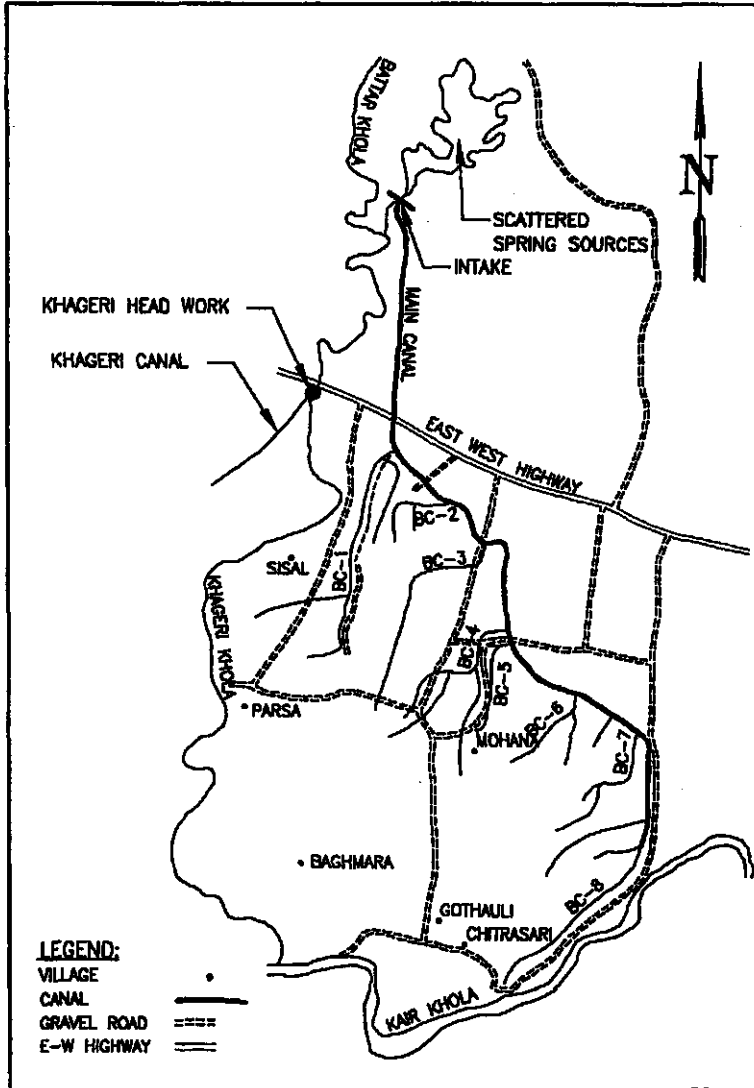 BATTAR KHOLA
N
SCATTERED
SPRING SOURCES
INTAKE
KHAGERI HEAD WORK
MAIN CANAL
KHAGERI CANAL
EAST WEST HIGHWAY
BC-2
BC-1
BC-3
SISAL
KHAGERI KHOLA
BC-4
BC-5
PARSA
BC-6
MOHANA
BC-7
BAGHMARA
BC-8
GOTHAULI
CHITRASARI
KAIR KHOLA
LEGEND:
VILLAGE
CANAL
GRAVEL ROAD
E-W HIGHWAY